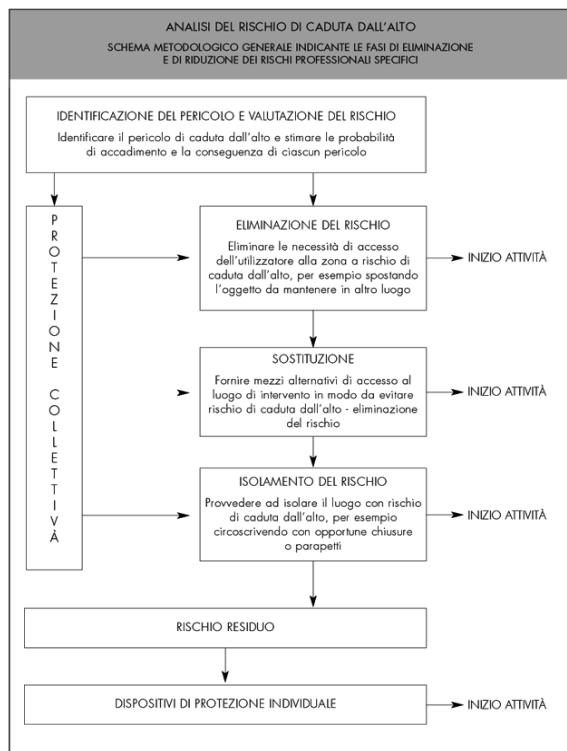 ANALISI DEL RISCHIO DI CADUTA DALL'ALTO
SCHEMA METODOLOGICO GENERALE INDICANTE LE FASI DI ELIMINAZIONE
E DI RIDUZIONE DEI RISCHI PROFESSIONALI SPECIFICI
IDENTIFICAZIONE DEL PERICOLO E VALUTAZIONE DEL RISCHIO
Identificare il pericolo di caduta dall'alto e stimare le probabilità
di accadimento e la conseguenza di ciascun pericolo
PROTEZIONE COLLETTIVÀ
ELIMINAZIONE DEL RISCHIO
Eliminare le necessità di accesso
dell'utilizzatore alla zona a rischio di
caduta dall'alto, per esempio spostando
l'oggetto da mantenere in altro luogo
INIZIO ATTIVITÀ
SOSTITUZIONE
Fornire mezzi alternativi di accesso al
luogo di intervento in modo da evitare
rischio di caduta dall'alto - eliminazione
del rischio
INIZIO ATTIVITÀ
ISOLAMENTO DEL RISCHIO
Provvedere ad isolare il luogo con rischio
di caduta dall'alto, per esempio
circoscrivendo con opportune chiusure
o parapetti
INIZIO ATTIVITÀ
RISCHIO RESIDUO
DISPOSITIVI DI PROTEZIONE INDIVIDUALE
INIZIO ATTIVITÀ